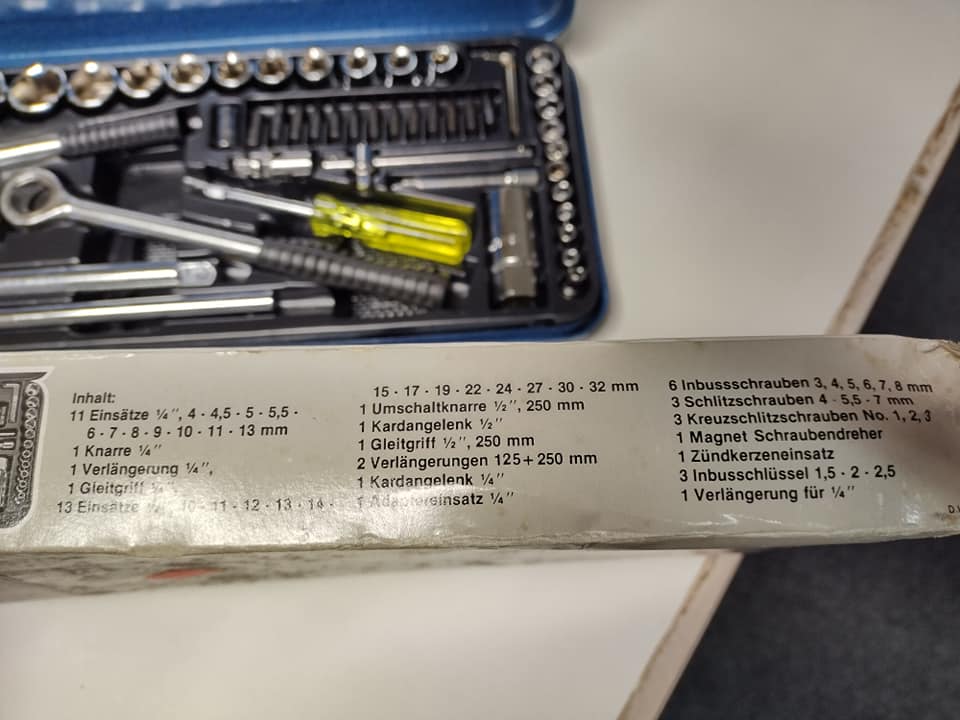 Inhalt:
11 Einsätze ¼", 4 · 4,5 · 5 · 5,5 ·
6 · 7 · 8 · 9 · 10 · 11 · 13 mm
1 Knarre ¼"
1 Verlängerung ¼",
1 Gleitgriff ¼"
13 Einsätze 10 · 11 · 12 · 13 · 14 ·
15 · 17 · 19 · 22 · 24 · 27 · 30 · 32 mm
1 Umschaltknarre ½", 250 mm
1 Kardangelenk ½"
1 Gleitgriff ½", 250 mm
2 Verlängerungen 125 + 250 mm
1 Kardangelenk ¼"
1 Adaptereinsatz ¼"
6 Inbussschrauben 3, 4, 5, 6, 7, 8 mm
3 Schlitzschrauben 4 · 5,5 · 7 mm
3 Kreuzschlitzschrauben No. 1, 2, 3
1 Magnet Schraubendreher
1 Zündkerzeneinsatz
3 Inbusschlüssel 1,5 · 2 · 2,5
1 Verlängerung für ¼"